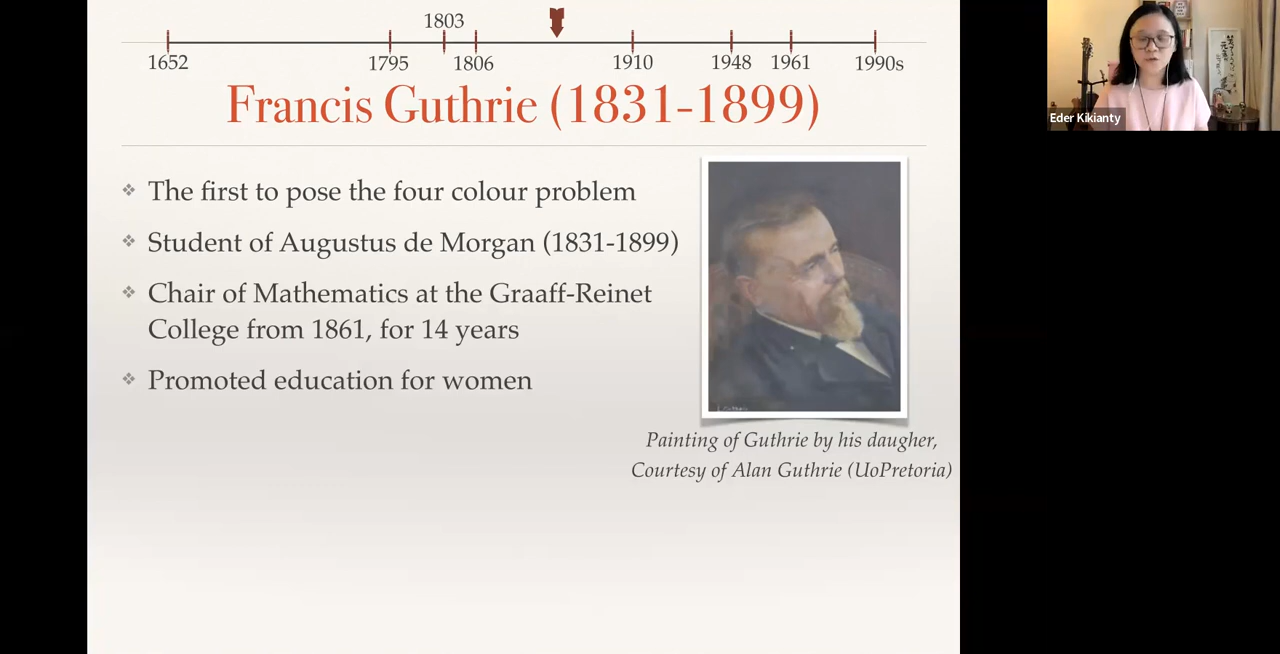 1803
1652 1795 1806 1910 1948 1961 1990s
Francis Guthrie (1831-1899)
The first to pose the four colour problem
Student of Augustus de Morgan (1831-1899)
Chair of Mathematics at the Graaff-Reinet
College from 1861, for 14 years
Promoted education for women
Painting of Guthrie by his daugher,
Courtesy of Alan Guthrie (UoPretoria)
Eder Kikianty